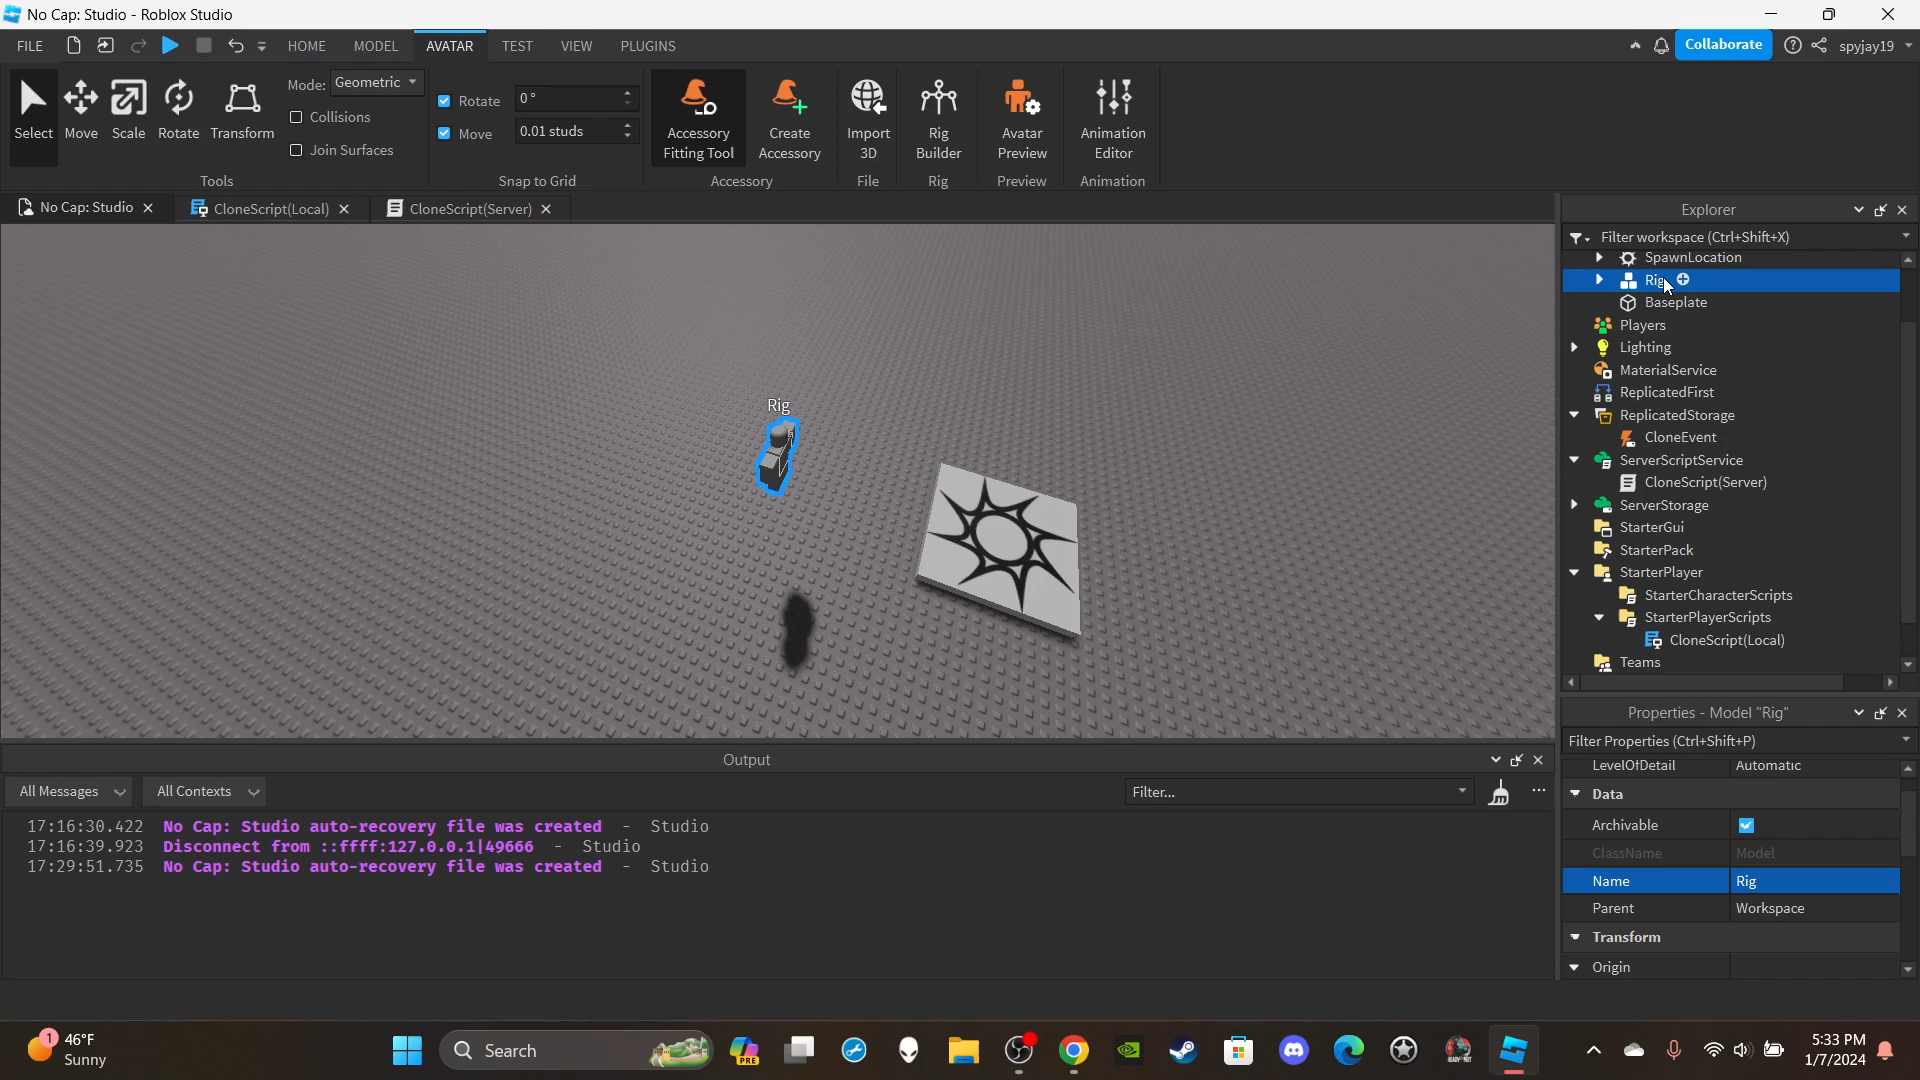 No Cap: Studio - Roblox Studio
FILE HOME MODEL AVATAR TEST VIEW PLUGINS Collaborate spyjay19
Select Move Scale Rotate Transform
Mode: Geometric
Collisions
Join Surfaces
Tools
Rotate 0 °
Move 0.01 studs
Snap to Grid
Accessory
Fitting Tool
Create
Accessory
Accessory
Import
3D
File
Rig
Builder
Rig
Avatar
Preview
Preview
Animation
Editor
Animation
No Cap: Studio CloneScript(Local) CloneScript(Server)
Rig
Explorer
Filter workspace (Ctrl+Shift+X)
SpawnLocation
Rig
Baseplate
Players
Lighting
MaterialService
ReplicatedFirst
ReplicatedStorage
CloneEvent
ServerScriptService
CloneScript(Server)
ServerStorage
StarterGui
StarterPack
StarterPlayer
StarterCharacterScripts
StarterPlayerScripts
CloneScript(Local)
Teams
Properties - Model "Rig"
Filter Properties (Ctrl+Shift+P)
LevelOfDetail Automatic
Data
Archivable
ClassName Model
Name Rig
Parent Workspace
Transform
Origin
Output
All Messages All Contexts Filter...
17:16:30.422 No Cap: Studio auto-recovery file was created - Studio
17:16:39.923 Disconnect from ::ffff:127.0.0.1|49666 - Studio
17:29:51.735 No Cap: Studio auto-recovery file was created - Studio
1 46°F
Sunny
Search
PRE
5:33 PM
1/7/2024